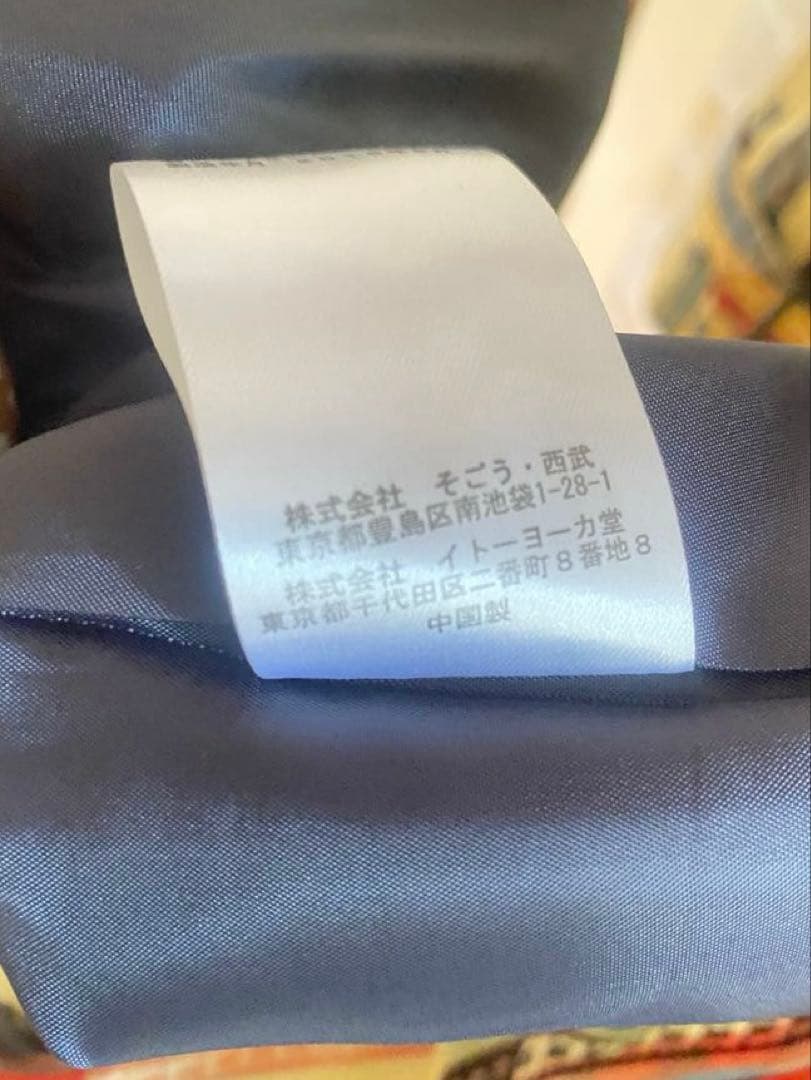 株式会社　そごう・西武
東京都豊島区南池袋1-28-1
株式会社　イトーヨーカ堂
東京都千代田区二番町８番地８
中国製